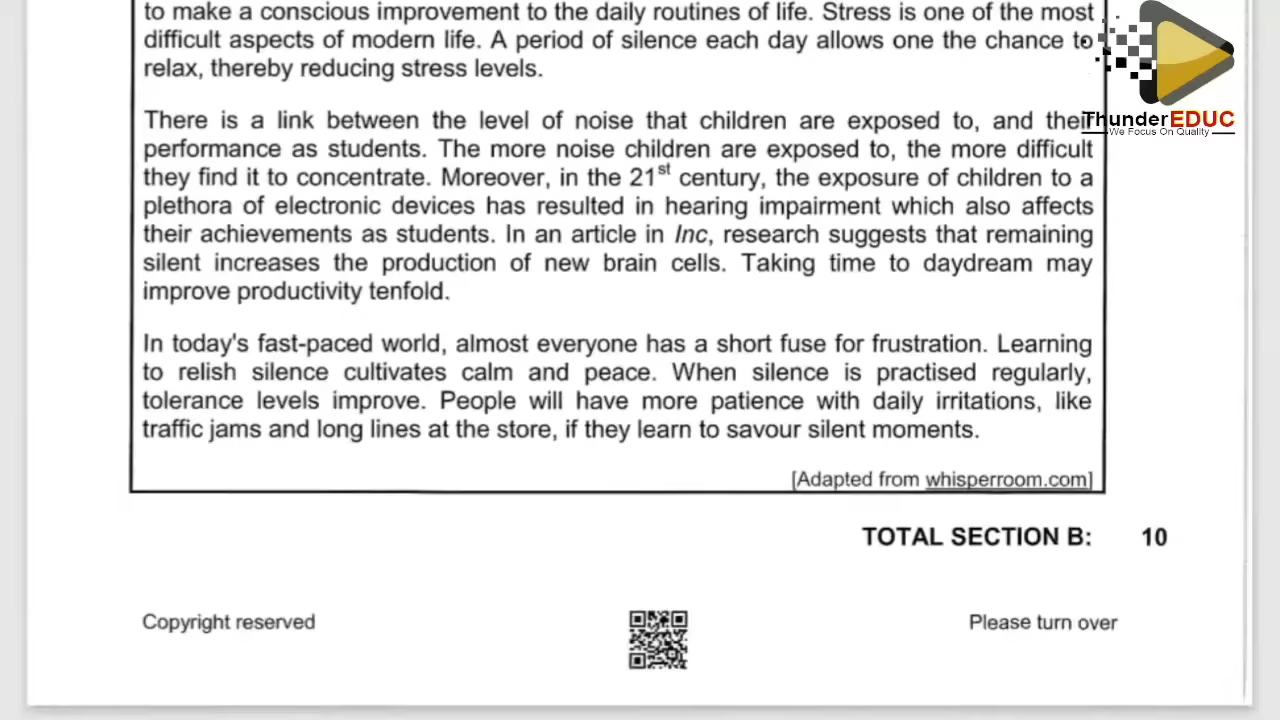 to make a conscious improvement to the daily routines of life. Stress is one of the most
difficult aspects of modern life. A period of silence each day allows one the chance to
relax, thereby reducing stress levels.
ThunderEDUC
We Focus On Quality
There is a link between the level of noise that children are exposed to, and their
performance as students. The more noise children are exposed to, the more difficult
they find it to concentrate. Moreover, in the 21st century, the exposure of children to a
plethora of electronic devices has resulted in hearing impairment which also affects
their achievements as students. In an article in Inc, research suggests that remaining
silent increases the production of new brain cells. Taking time to daydream may
improve productivity tenfold.
In today's fast-paced world, almost everyone has a short fuse for frustration. Learning
to relish silence cultivates calm and peace. When silence is practised regularly,
tolerance levels improve. People will have more patience with daily irritations, like
traffic jams and long lines at the store, if they learn to savour silent moments.
[Adapted from whisperroom.com]
TOTAL SECTION B: 10
Copyright reserved
Please turn over